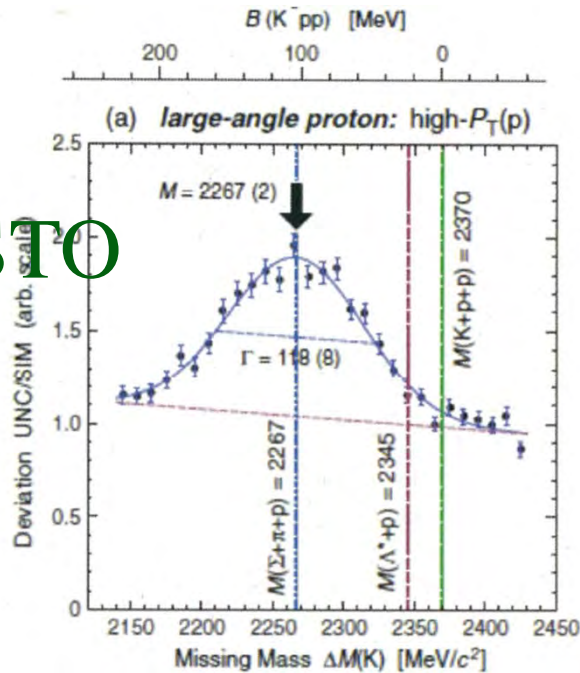 B (K⁻pp) [MeV]
200 100 0
(a) large-angle proton: high-P_T(p)
2.5
2.0
1.5
1.0
0.5
0
Deviation UNC/SIM (arb. scale)
STO
M = 2267 (2)
Γ = 118 (8)
M(Σ+π+p) = 2267
M(Λ*+p) = 2345
M(K+p+p) = 2370
2150 2200 2250 2300 2350 2400 2450
Missing Mass ΔM(K) [MeV/c²]